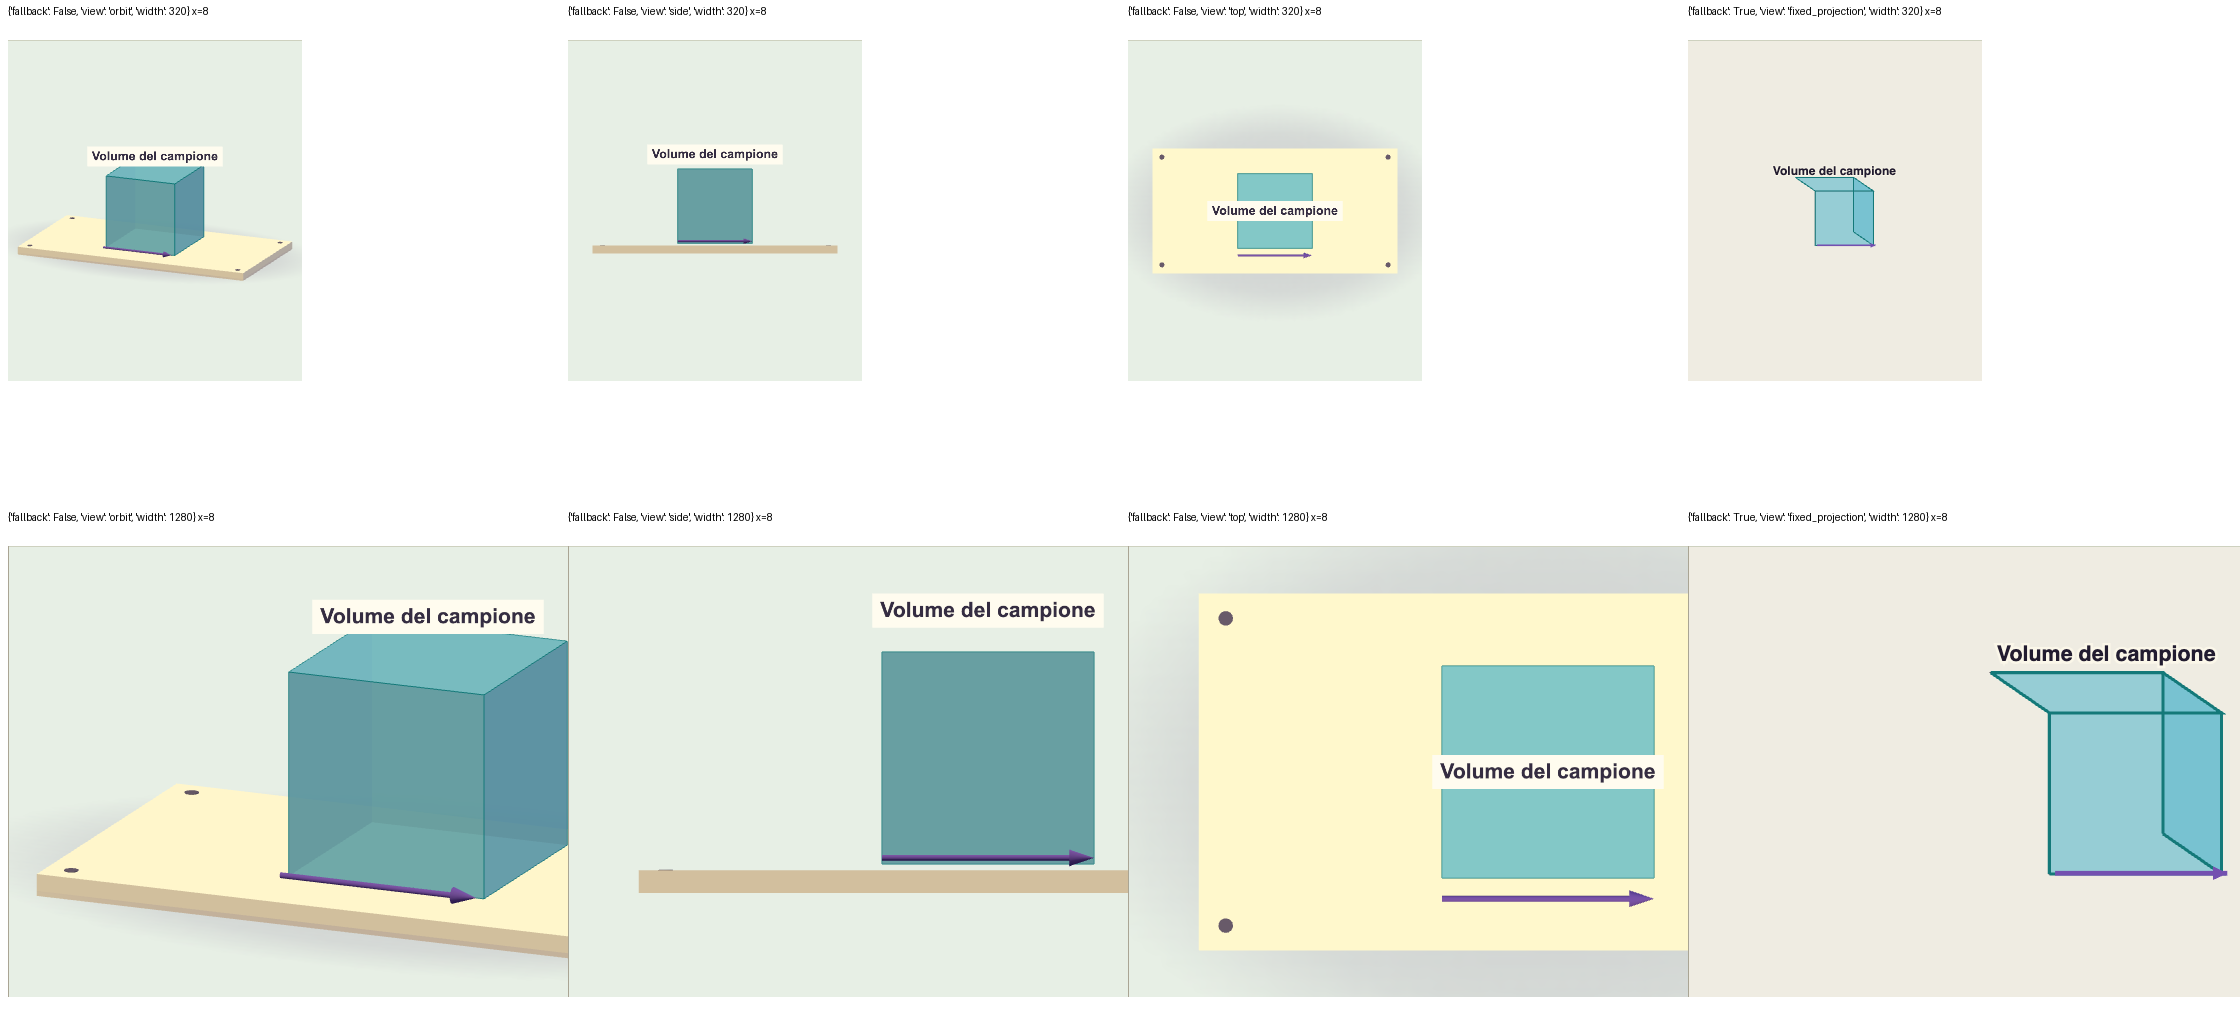 {'fallback': False, 'view': 'orbit', 'width': 320} x=8
{'fallback': False, 'view': 'side', 'width': 320} x=8
{'fallback': False, 'view': 'top', 'width': 320} x=8
{'fallback': True, 'view': 'fixed_projection', 'width': 320} x=8
Volume del campione
Volume del campione
Volume del campione
Volume del campione
{'fallback': False, 'view': 'orbit', 'width': 1280} x=8
{'fallback': False, 'view': 'side', 'width': 1280} x=8
{'fallback': False, 'view': 'top', 'width': 1280} x=8
{'fallback': True, 'view': 'fixed_projection', 'width': 1280} x=8
Volume del campione
Volume del campione
Volume del campione
Volume del campione